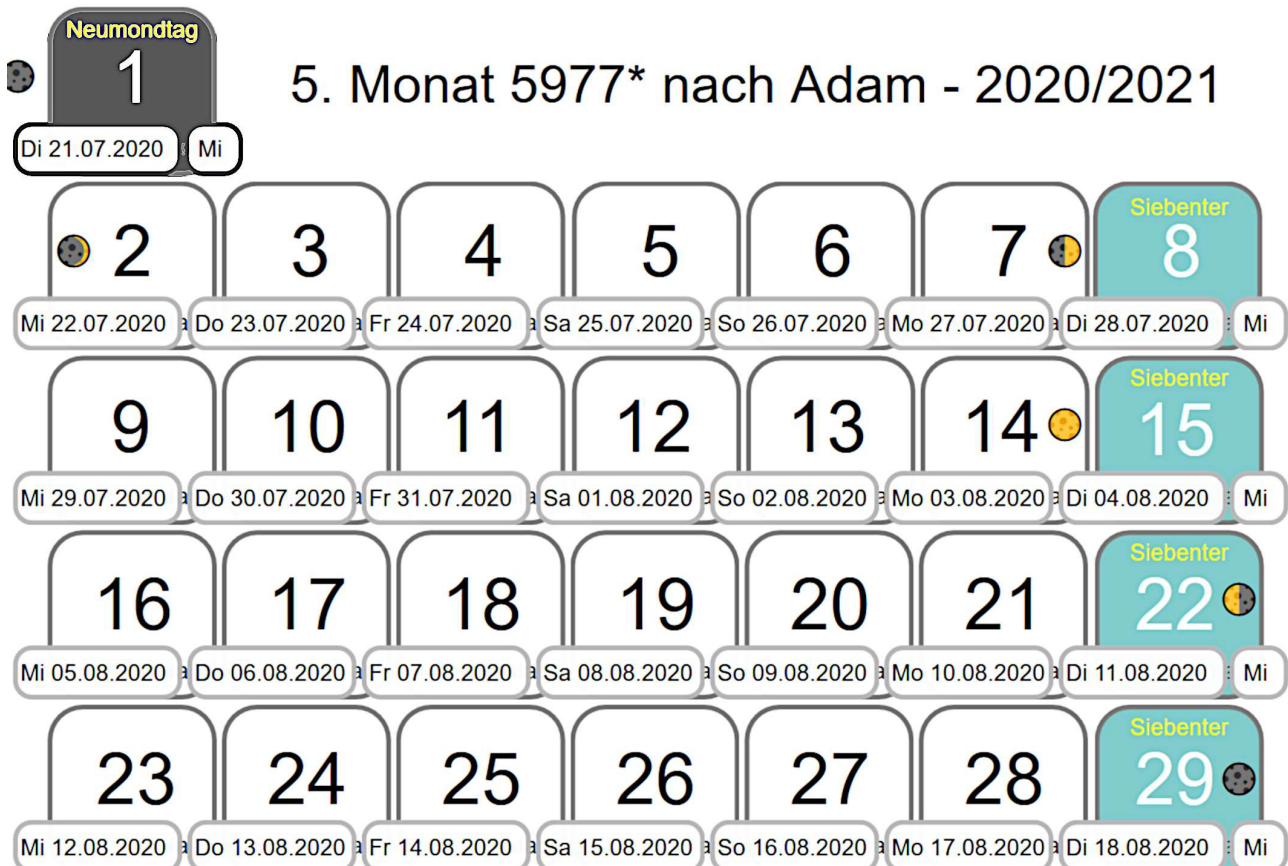 Neumondtag
1
5. Monat 5977* nach Adam - 2020/2021
Di 21.07.2020 Mi
Siebenter
2 3 4 5 6 7 8
Mi 22.07.2020 Do 23.07.2020 Fr 24.07.2020 Sa 25.07.2020 So 26.07.2020 Mo 27.07.2020 Di 28.07.2020 Mi
Siebenter
9 10 11 12 13 14 15
Mi 29.07.2020 Do 30.07.2020 Fr 31.07.2020 Sa 01.08.2020 So 02.08.2020 Mo 03.08.2020 Di 04.08.2020 Mi
Siebenter
16 17 18 19 20 21 22
Mi 05.08.2020 Do 06.08.2020 Fr 07.08.2020 Sa 08.08.2020 So 09.08.2020 Mo 10.08.2020 Di 11.08.2020 Mi
Siebenter
23 24 25 26 27 28 29
Mi 12.08.2020 Do 13.08.2020 Fr 14.08.2020 Sa 15.08.2020 So 16.08.2020 Mo 17.08.2020 Di 18.08.2020 Mi